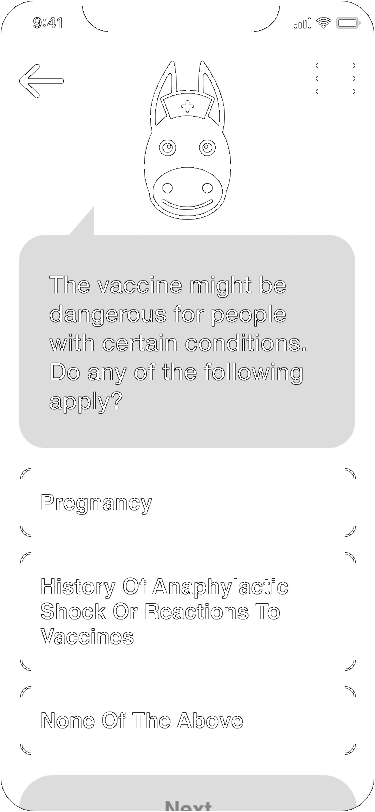 9:41
The vaccine might be
dangerous for people
with certain conditions.
Do any of the following
apply?
Pregnancy
History Of Anaphylactic
Shock Or Reactions To
Vaccines
None Of The Above
Next